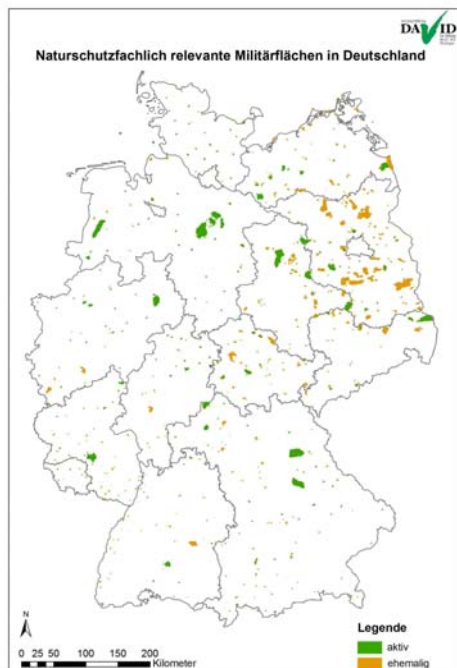 DAVID
Naturschutzfachlich relevante Militärflächen in Deutschland
N
0 25 50 100 150 200
Kilometer
Legende
aktiv
ehemalig